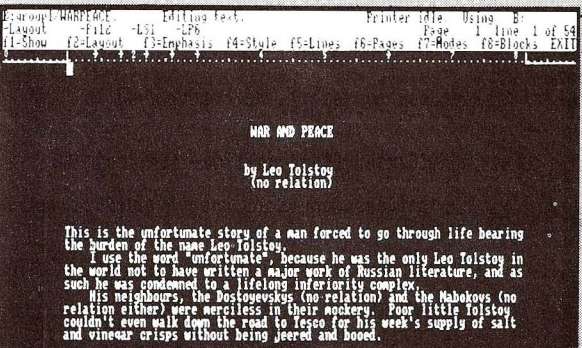 B:group1/WARPEACE. Editing text. Printer idle Using B:
-Layout -Fi12 -LS1 -LP6 Page 1 line 1 of 54
f1-Show f2=Layout f3=Emphasis f4=Style f5=Lines f6=Pages f7=Modes f8=Blocks EXIT
WAR AND PEACE
by Leo Tolstoy
(no relation)
This is the unfortunate story of a man forced to go through life bearing
the burden of the name Leo Tolstoy.
I use the word "unfortunate", because he was the only Leo Tolstoy in
the world not to have written a major work of Russian literature, and as
such he was condemned to a lifelong inferiority complex.
His neighbours, the Dostoyevskys (no relation) and the Nabokovs (no
relation either) were merciless in their mockery. Poor little Tolstoy
couldn't even walk down the road to Tesco for his week's supply of salt
and vinegar crisps without being jeered and booed.